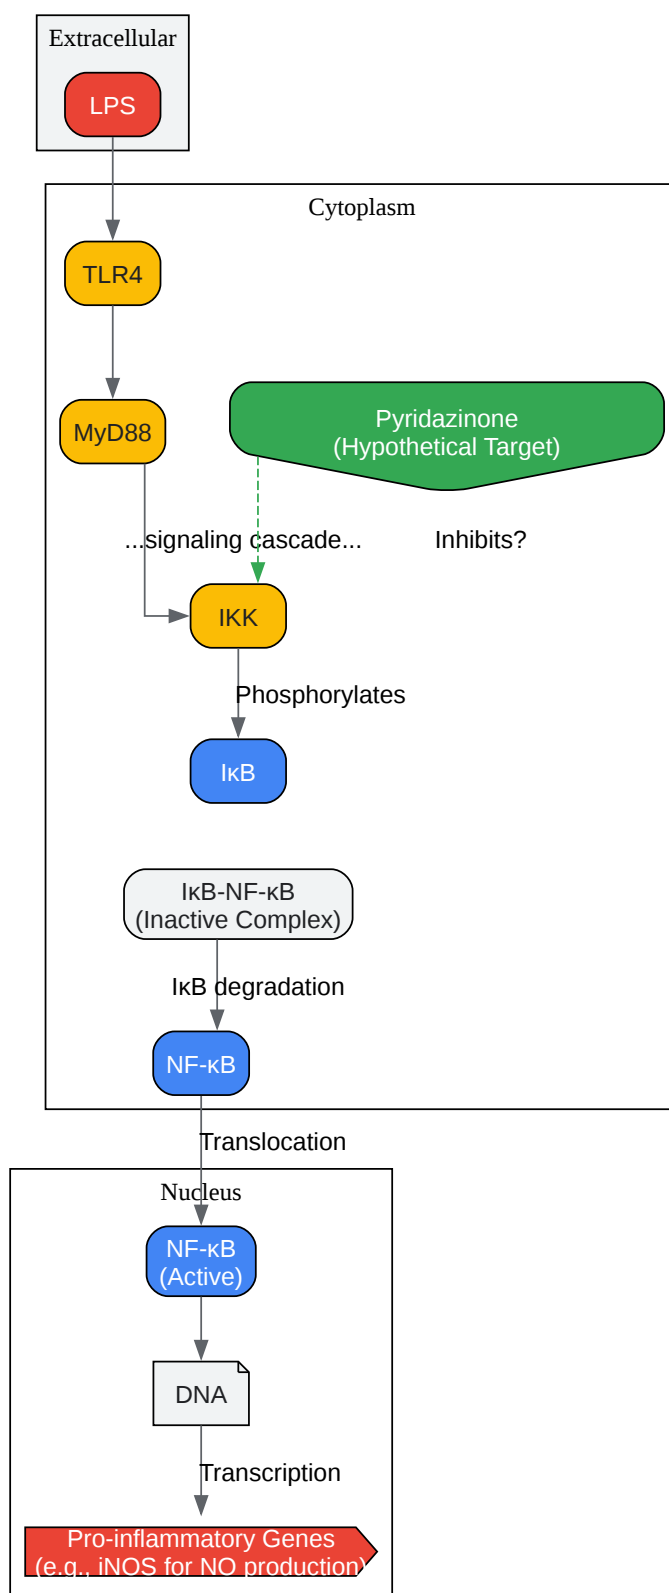 Extracellular
LPS
Cytoplasm
TLR4
MyD88
Pyridazinone
(Hypothetical Target)
...signaling cascade...
Inhibits?
IKK
Phosphorylates
IκB
IκB-NF-κB
(Inactive Complex)
IκB degradation
NF-κB
Translocation
Nucleus
NF-κB
(Active)
DNA
Transcription
Pro-inflammatory Genes
(e.g., iNOS for NO production)